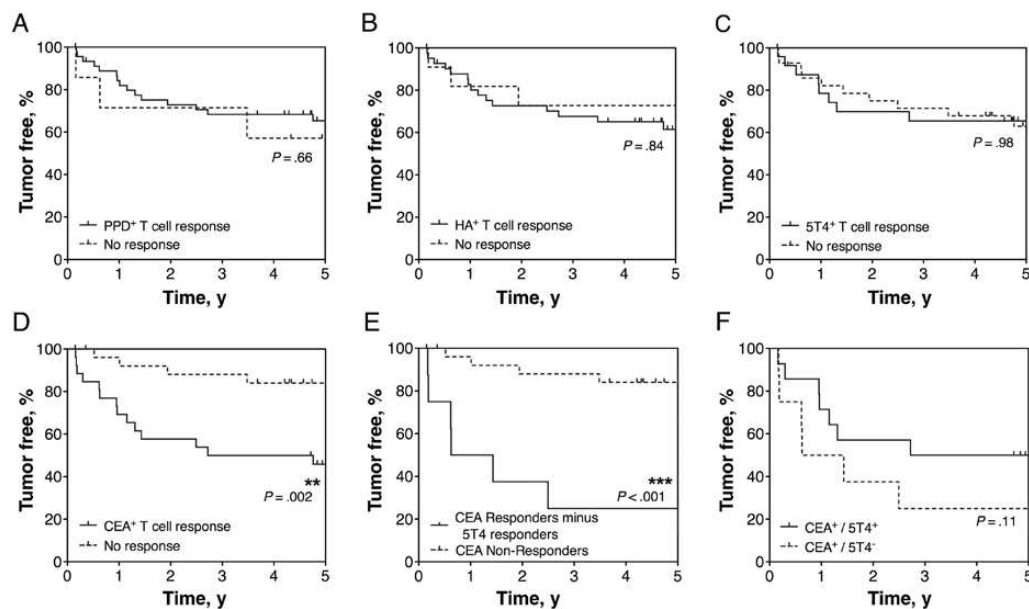 A
Tumor free, %
100
80
60
40
20
0
P = .66
PPD⁺ T cell response
No response
0 1 2 3 4 5
Time, y
B
Tumor free, %
100
80
60
40
20
0
P = .84
HA⁺ T cell response
No response
0 1 2 3 4 5
Time, y
C
Tumor free, %
100
80
60
40
20
0
P = .98
5T4⁺ T cell response
No response
0 1 2 3 4 5
Time, y
D
Tumor free, %
100
80
60
40
20
0
**
P = .002
CEA⁺ T cell response
No response
0 1 2 3 4 5
Time, y
E
Tumor free, %
100
80
60
40
20
0
***
P < .001
CEA Responders minus
5T4 responders
CEA Non-Responders
0 1 2 3 4 5
Time, y
F
Tumor free, %
100
80
60
40
20
0
P = .11
CEA⁺ / 5T4⁺
CEA⁺ / 5T4⁻
0 1 2 3 4 5
Time, y